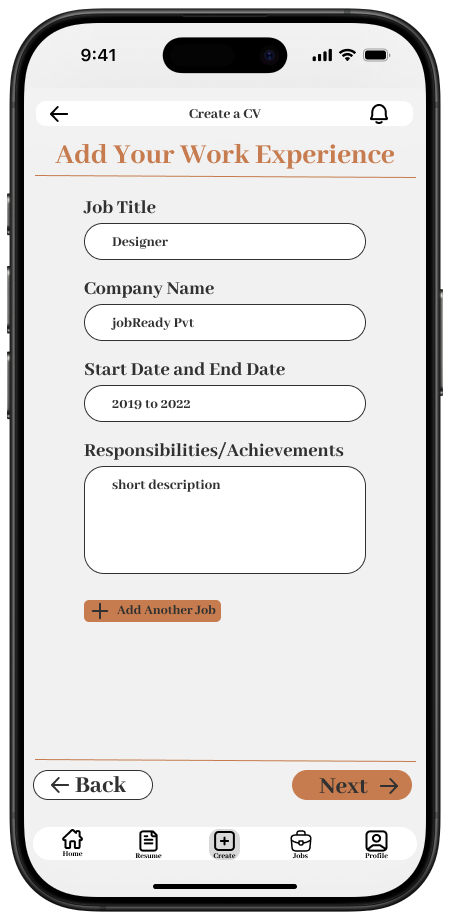 9:41
Create a CV
Add Your Work Experience
Job Title
Designer
Company Name
jobReady Pvt
Start Date and End Date
2019 to 2022
Responsibilities/Achievements
short description
Add Another Job
Back
Next
Home
Resume
Create
Jobs
Profile